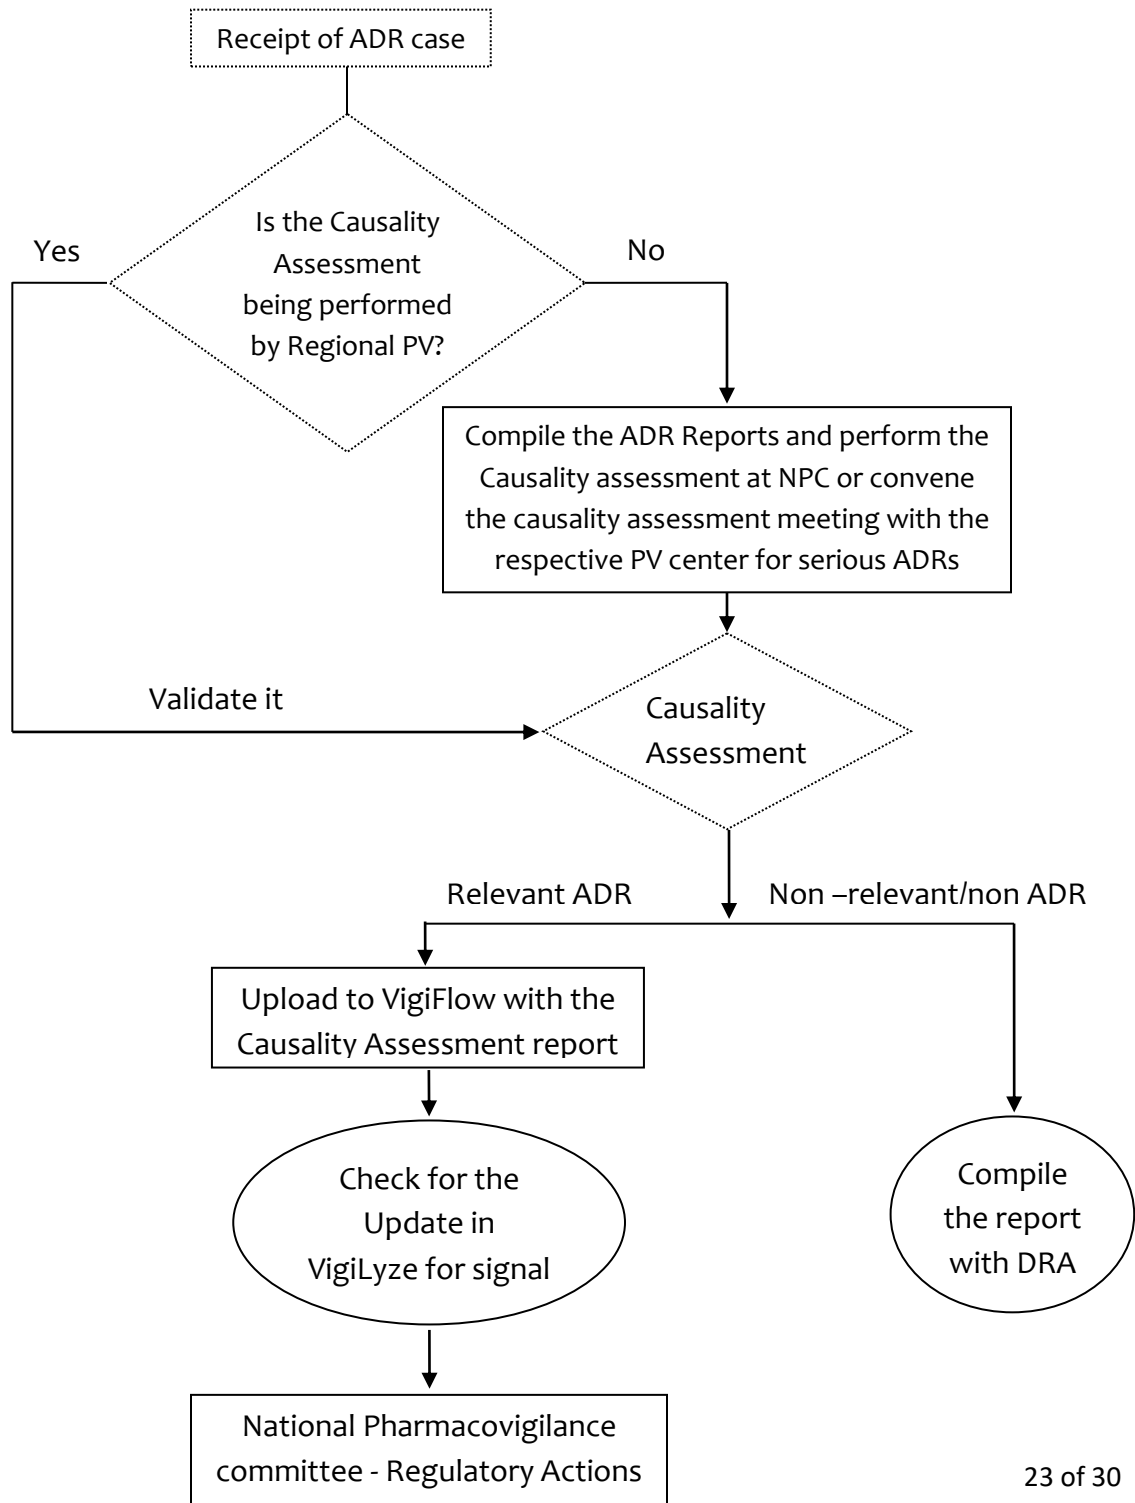 Receipt of ADR case
Is the Causality
Assessment
being performed
by Regional PV?
Yes
No
Compile the ADR Reports and perform the
Causality assessment at NPC or convene
the causality assessment meeting with the
respective PV center for serious ADRs
Validate it
Causality
Assessment
Relevant ADR
Non –relevant/non ADR
Upload to VigiFlow with the
Causality Assessment report
Check for the
Update in
VigiLyze for signal
Compile
the report
with DRA
National Pharmacovigilance
committee - Regulatory Actions
23 of 30